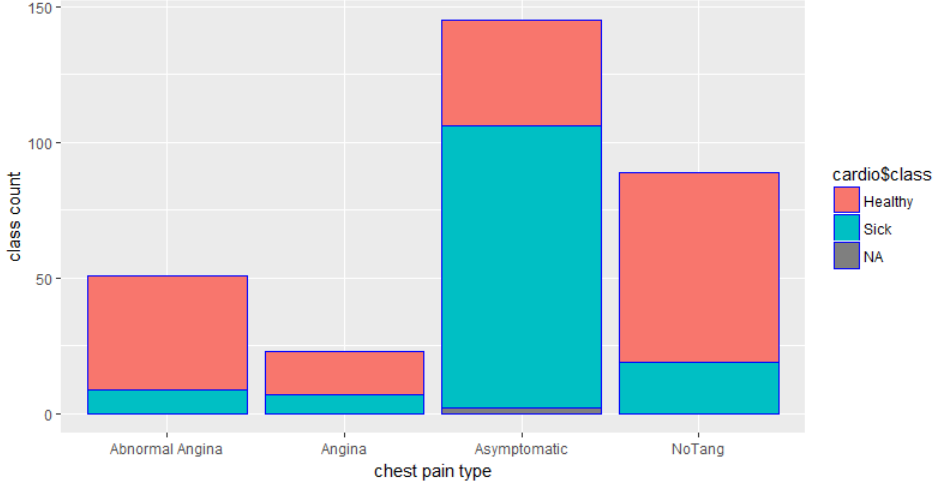 150
100
50
0
class count
Abnormal Angina
Angina
Asymptomatic
NoTang
chest pain type
cardio$class
Healthy
Sick
NA